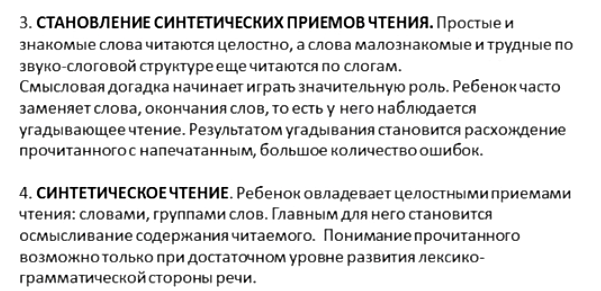 3. СТАНОВЛЕНИЕ СИНТЕТИЧЕСКИХ ПРИЕМОВ ЧТЕНИЯ. Простые и
знакомые слова читаются целостно, а слова малознакомые и трудные по
звуко-слоговой структуре еще читаются по слогам.
Смысловая догадка начинает играть значительную роль. Ребенок часто
заменяет слова, окончания слов, то есть у него наблюдается
угадывающее чтение. Результатом угадывания становится расхождение
прочитанного с напечатанным, большое количество ошибок.
4. СИНТЕТИЧЕСКОЕ ЧТЕНИЕ. Ребенок овладевает целостными приемами
чтения: словами, группами слов. Главным для него становится
осмысливание содержания читаемого. Понимание прочитанного
возможно только при достаточном уровне развития лексико-
грамматической стороны речи.